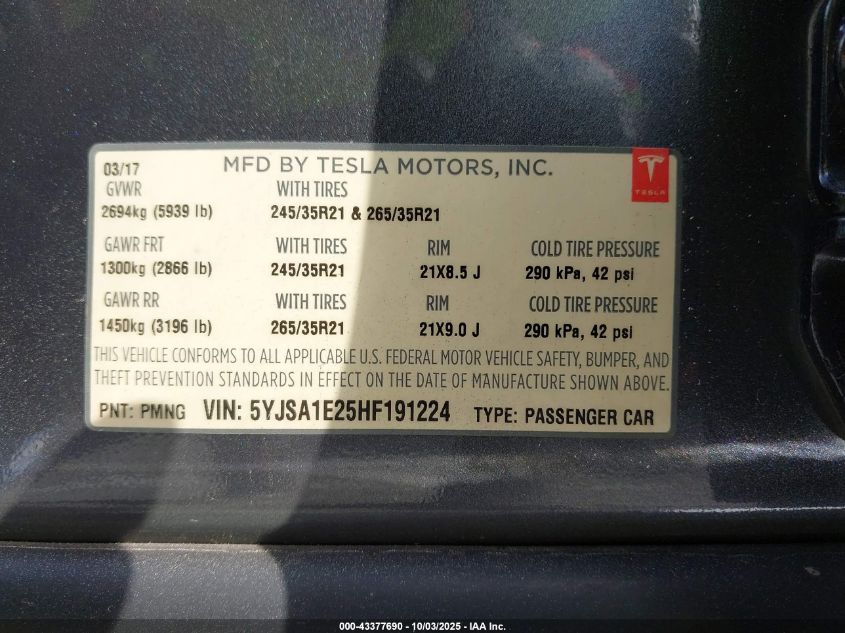 03/17 MFD BY TESLA MOTORS, INC.
TESLA
GVWR WITH TIRES
2694kg (5939 lb) 245/35R21 & 265/35R21
GAWR FRT WITH TIRES RIM COLD TIRE PRESSURE
1300kg (2866 lb) 245/35R21 21X8.5 J 290 kPa, 42 psi
GAWR RR WITH TIRES RIM COLD TIRE PRESSURE
1450kg (3196 lb) 265/35R21 21X9.0 J 290 kPa, 42 psi
THIS VEHICLE CONFORMS TO ALL APPLICABLE U.S. FEDERAL MOTOR VEHICLE SAFETY, BUMPER, AND
THEFT PREVENTION STANDARDS IN EFFECT ON THE DATE OF MANUFACTURE SHOWN ABOVE.
PNT: PMNG VIN: 5YJSA1E25HF191224 TYPE: PASSENGER CAR
000-43377690 - 10/03/2025 - IAA Inc.